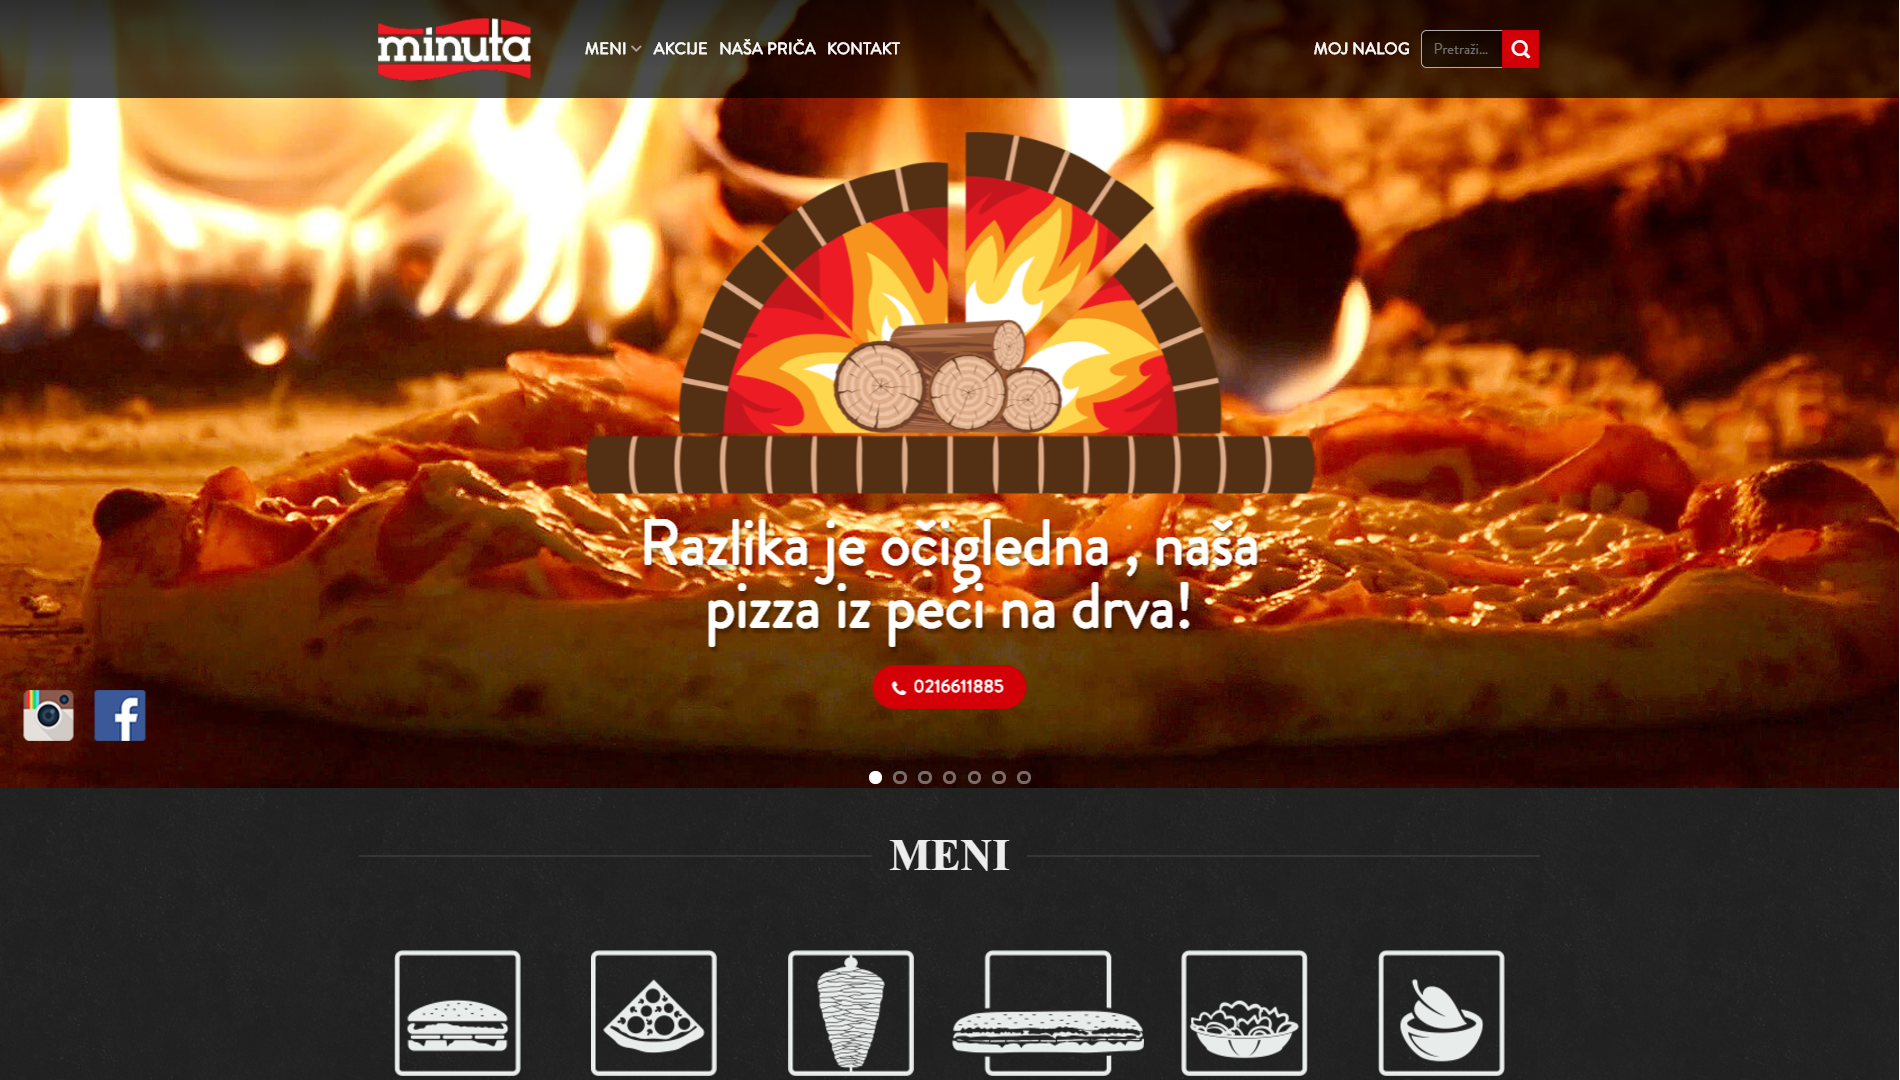 minuta
MENI AKCIJE NAŠA PRIČA KONTAKT
MOJ NALOG
Pretraži...
Razlika je očigledna , naša
pizza iz peći na drva!
0216611885
MENI